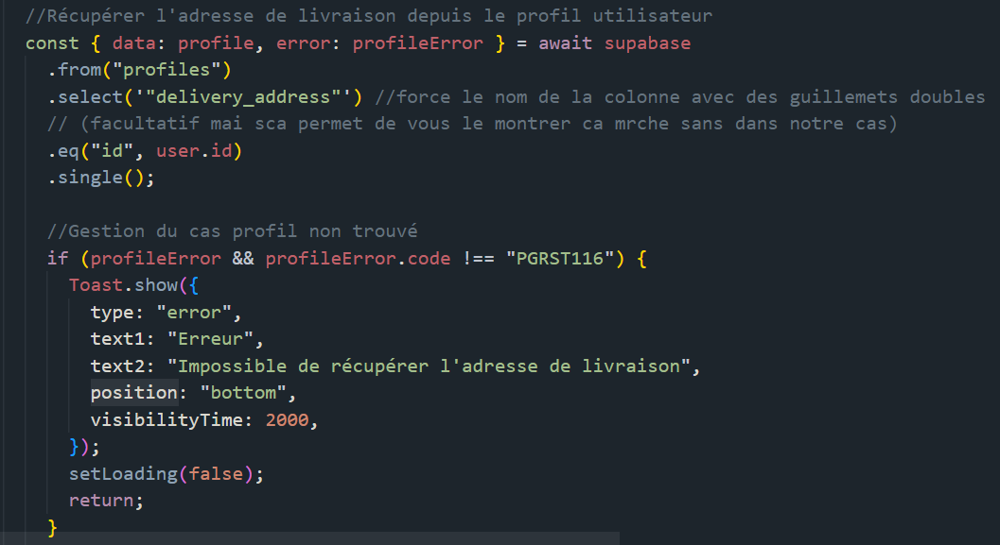 //Récupérer l'adresse de livraison depuis le profil utilisateur
const { data: profile, error: profileError } = await supabase
.from("profiles")
.select('"delivery_address"') //force le nom de la colonne avec des guillemets doubles
// (facultatif mai sca permet de vous le montrer ca mrche sans dans notre cas)
.eq("id", user.id)
.single();
//Gestion du cas profil non trouvé
if (profileError && profileError.code !== "PGRST116") {
Toast.show({
type: "error",
text1: "Erreur",
text2: "Impossible de récupérer l'adresse de livraison",
position: "bottom",
visibilityTime: 2000,
});
setLoading(false);
return;
}